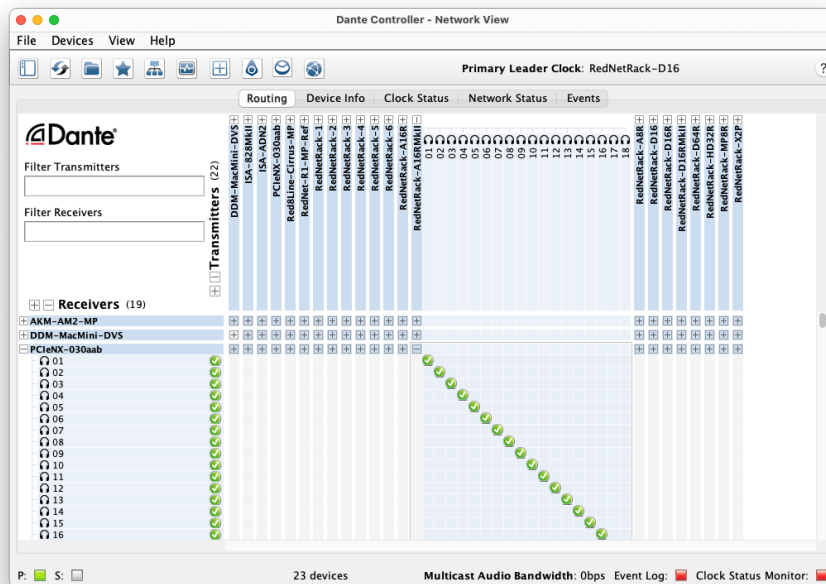 Dante Controller - Network View
File Devices View Help
Primary Leader Clock: RedNetRack-D16
?
Routing Device Info Clock Status Network Status Events
Dante
Filter Transmitters
Filter Receivers
Transmitters (22)
DDM-MacMini-DVS
ISA-828MkII
ISA-ADN2
PCIeNX-030aab
Red8Line-Cirrus-MP
RedNet-R1-MP-Ref
RedNetRack-1
RedNetRack-2
RedNetRack-3
RedNetRack-4
RedNetRack-5
RedNetRack-6
RedNetRack-A16R
RedNetRack-A16RMkII
01
02
03
04
05
06
07
08
09
10
11
12
13
14
15
16
17
18
RedNetRack-A8R
RedNetRack-D16
RedNetRack-D16R
RedNetRack-D16RMkII
RedNetRack-D64R
RedNetRack-HD32R
RedNetRack-MP8R
RedNetRack-X2P
Receivers (19)
AKM-AM2-MP
DDM-MacMini-DVS
PCIeNX-030aab
01
02
03
04
05
06
07
08
09
10
11
12
13
14
15
16
P: S: 23 devices Multicast Audio Bandwidth: 0bps Event Log: Clock Status Monitor: